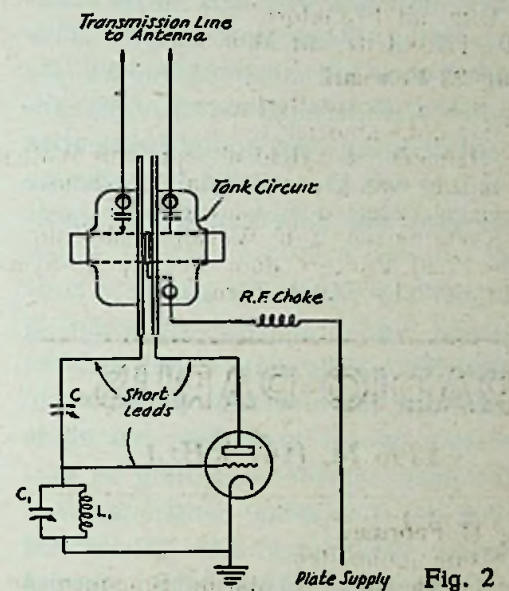 Transmission Line
to Antenna
Tank Circuit
R.F. Choke
C
Short
Leads
C₁
L₁
Plate Supply
Fig. 2